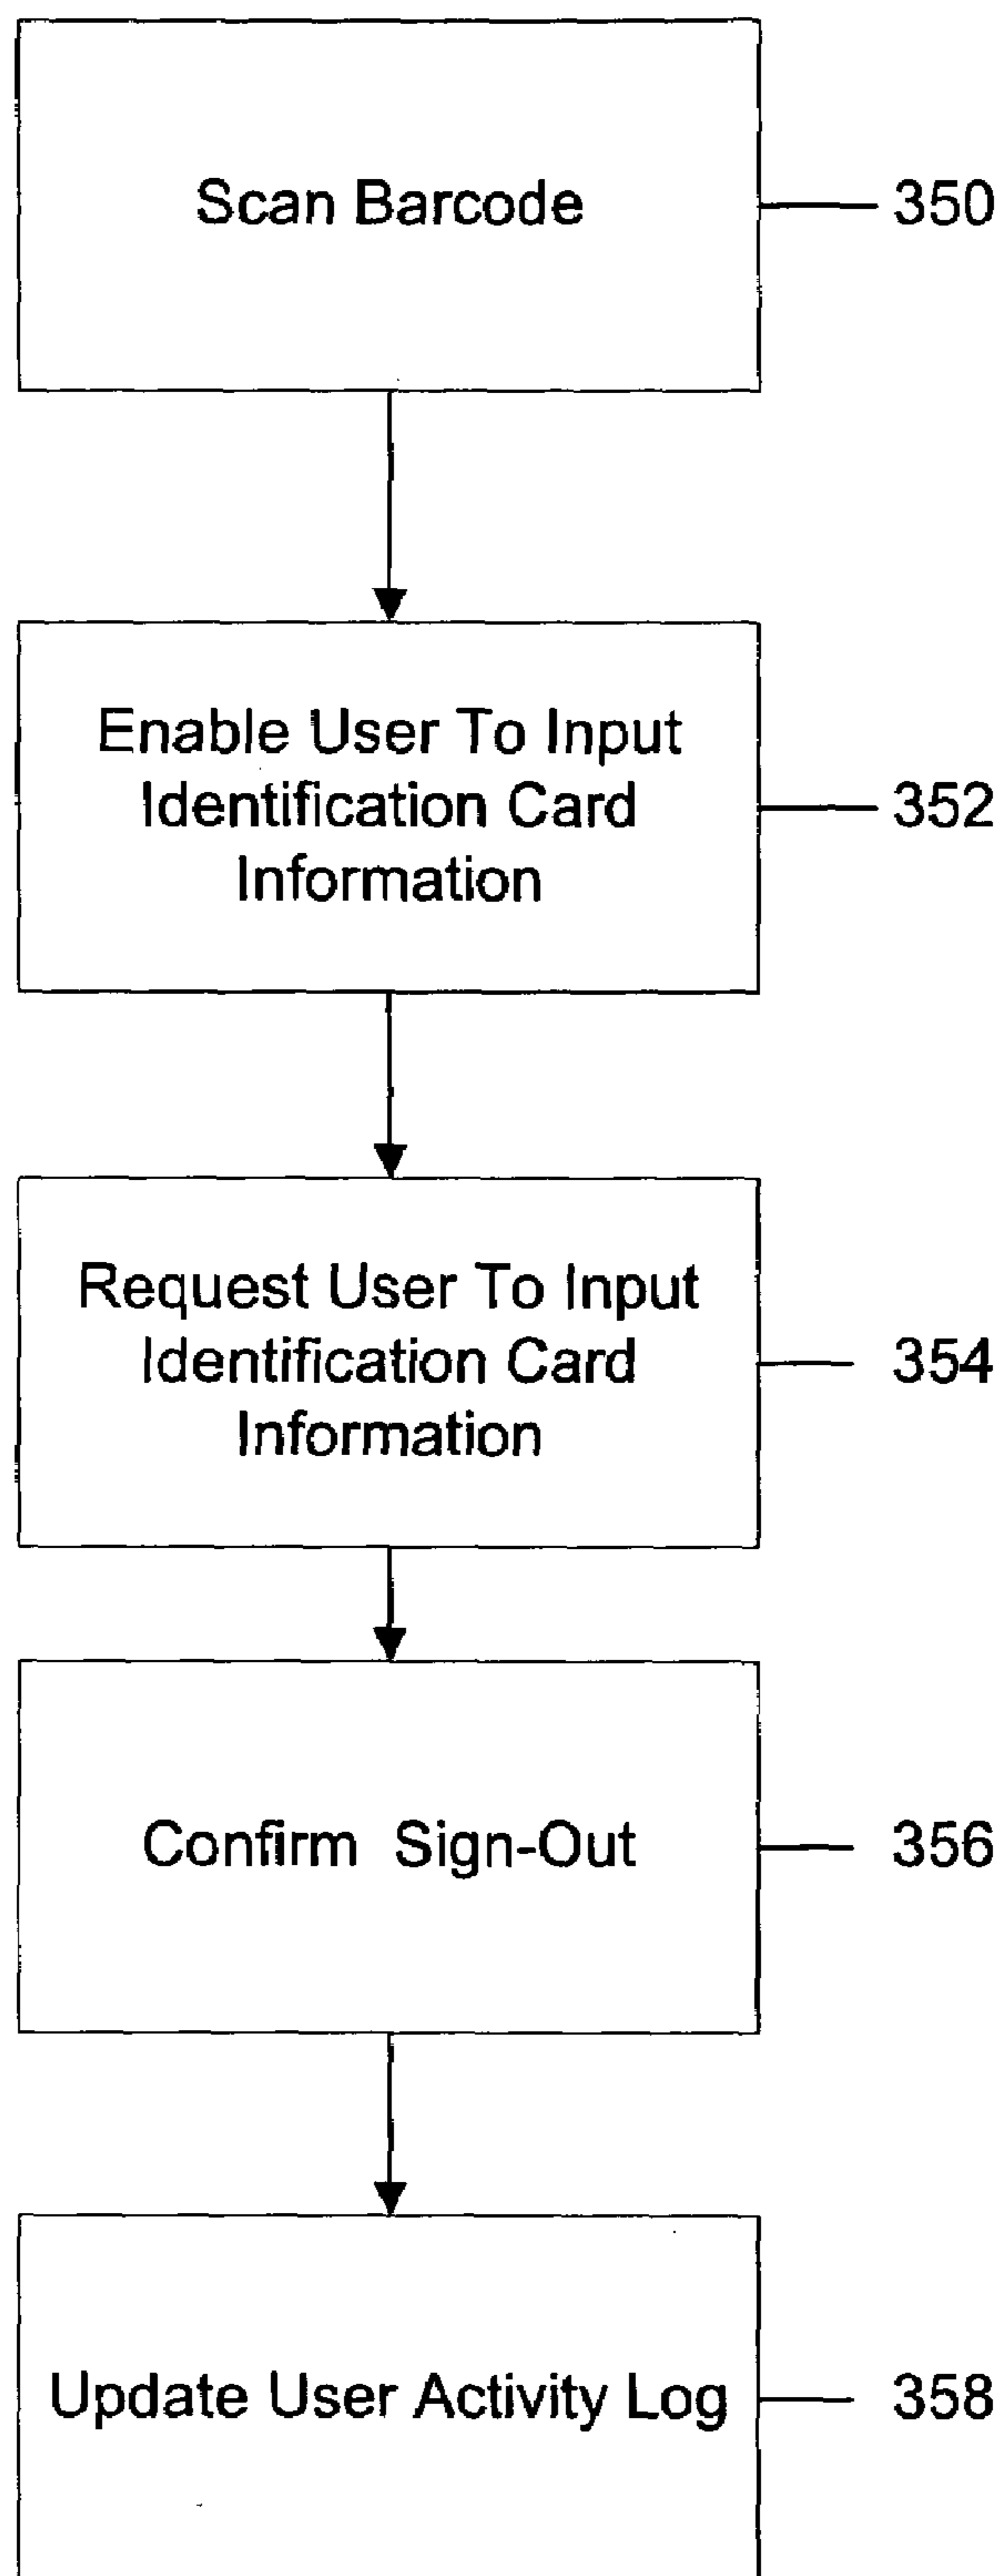 Scan Barcode
350
Enable User To Input
Identification Card
Information
352
Request User To Input
Identification Card
Information
354
Confirm Sign-Out
356
Update User Activity Log
358